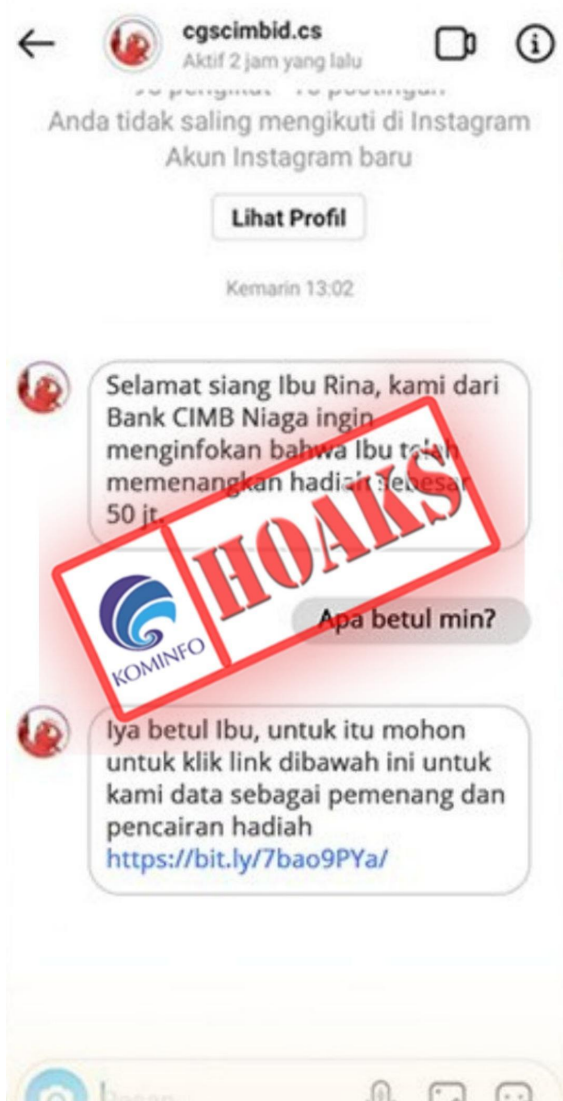 cgscimbid.cs
Aktif 2 jam yang lalu
Anda tidak saling mengikuti di Instagram
Akun Instagram baru
Lihat Profil
Kemarin 13:02
Selamat siang Ibu Rina, kami dari
Bank CIMB Niaga ingin
menginfokan bahwa Ibu telah
memenangkan hadiah sebesar
50 jt.
HOAKS
KOMINFO
Apa betul min?
Iya betul Ibu, untuk itu mohon
untuk klik link dibawah ini untuk
kami data sebagai pemenang dan
pencairan hadiah
https://bit.ly/7bao9PYa/